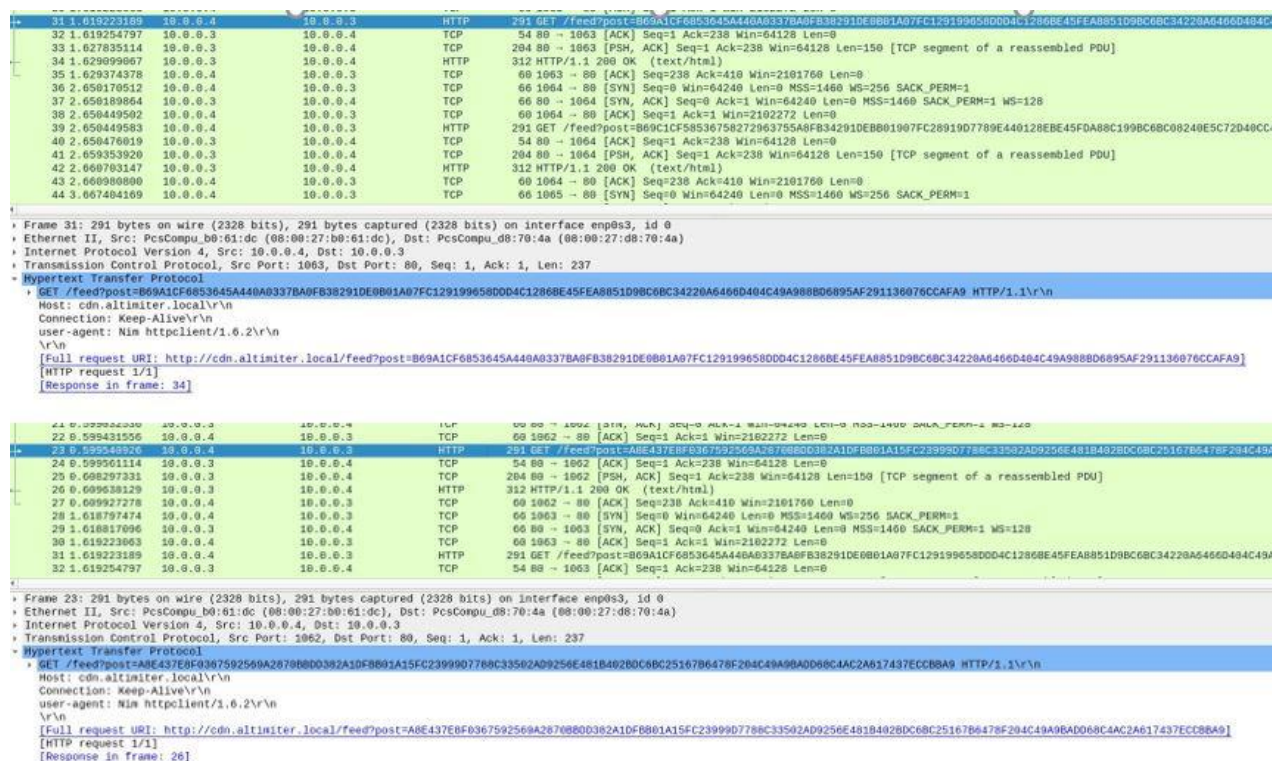 31 1.619223189 10.0.0.4 10.0.0.3 HTTP 291 GET /feed?post=B69A1CF6853645A440A0337BA0FB38291DE0B01A07FC129199658DDD4C1286BE45FEA8851D9BC6BC34220A6466D404C
32 1.619254797 10.0.0.3 10.0.0.4 TCP 54 80 → 1063 [ACK] Seq=1 Ack=238 Win=64128 Len=0
33 1.627835114 10.0.0.3 10.0.0.4 TCP 204 80 → 1063 [PSH, ACK] Seq=1 Ack=238 Win=64128 Len=150 [TCP segment of a reassembled PDU]
34 1.629099067 10.0.0.3 10.0.0.4 HTTP 312 HTTP/1.1 200 OK (text/html)
35 1.629374378 10.0.0.4 10.0.0.3 TCP 60 1063 → 80 [ACK] Seq=238 Ack=410 Win=2101760 Len=0
36 2.650170512 10.0.0.4 10.0.0.3 TCP 66 1064 → 80 [SYN] Seq=0 Win=64240 Len=0 MSS=1460 WS=256 SACK_PERM=1
37 2.650189864 10.0.0.3 10.0.0.4 TCP 66 80 → 1064 [SYN, ACK] Seq=0 Ack=1 Win=64240 Len=0 MSS=1460 SACK_PERM=1 WS=128
38 2.650449502 10.0.0.4 10.0.0.3 TCP 60 1064 → 80 [ACK] Seq=1 Ack=1 Win=2102272 Len=0
39 2.650449583 10.0.0.4 10.0.0.3 HTTP 291 GET /feed?post=B69C1CF58536758272963755A8FB34291DEBB01907FC28919D7789E440128EBE45FDA88C199BC6BC08240E5C72D40CC4
40 2.650476019 10.0.0.3 10.0.0.4 TCP 54 80 → 1064 [ACK] Seq=1 Ack=238 Win=64128 Len=0
41 2.659353920 10.0.0.3 10.0.0.4 TCP 204 80 → 1064 [PSH, ACK] Seq=1 Ack=238 Win=64128 Len=150 [TCP segment of a reassembled PDU]
42 2.660703147 10.0.0.3 10.0.0.4 HTTP 312 HTTP/1.1 200 OK (text/html)
43 2.660980800 10.0.0.4 10.0.0.3 TCP 60 1064 → 80 [ACK] Seq=238 Ack=410 Win=2101760 Len=0
44 3.667404169 10.0.0.4 10.0.0.3 TCP 66 1065 → 80 [SYN] Seq=0 Win=64240 Len=0 MSS=1460 WS=256 SACK_PERM=1
Frame 31: 291 bytes on wire (2328 bits), 291 bytes captured (2328 bits) on interface enp0s3, id 0
Ethernet II, Src: PcsCompu_b0:61:dc (08:00:27:b0:61:dc), Dst: PcsCompu_d8:70:4a (08:00:27:d8:70:4a)
Internet Protocol Version 4, Src: 10.0.0.4, Dst: 10.0.0.3
Transmission Control Protocol, Src Port: 1063, Dst Port: 80, Seq: 1, Ack: 1, Len: 237
Hypertext Transfer Protocol
GET /feed?post=B69A1CF6853645A440A0337BA0FB38291DE0B01A07FC129199658DDD4C1286BE45FEA8851D9BC6BC34220A6466D404C49A988BD6895AF291136076CCAFA9 HTTP/1.1\r\n
Host: cdn.altimiter.local\r\n
Connection: Keep-Alive\r\n
user-agent: Nim httpclient/1.6.2\r\n
\r\n
[Full request URI: http://cdn.altimiter.local/feed?post=B69A1CF6853645A440A0337BA0FB38291DE0B01A07FC129199658DDD4C1286BE45FEA8851D9BC6BC34220A6466D404C49A988BD6895AF291136076CCAFA9]
[HTTP request 1/1]
[Response in frame: 34]
22 0.599431556 10.0.0.4 10.0.0.3 TCP 60 1062 → 80 [ACK] Seq=1 Ack=1 Win=2102272 Len=0
23 0.599540926 10.0.0.4 10.0.0.3 HTTP 291 GET /feed?post=A8E437E8F0367592569A2870BBDD382A1DFBB01A15FC23999D7788C33502AD9256E481B402BDC6BC25167B6478F204C49A
24 0.599561114 10.0.0.3 10.0.0.4 TCP 54 80 → 1062 [ACK] Seq=1 Ack=238 Win=64128 Len=0
25 0.608297331 10.0.0.3 10.0.0.4 TCP 204 80 → 1062 [PSH, ACK] Seq=1 Ack=238 Win=64128 Len=150 [TCP segment of a reassembled PDU]
26 0.609638129 10.0.0.3 10.0.0.4 HTTP 312 HTTP/1.1 200 OK (text/html)
27 0.609927278 10.0.0.4 10.0.0.3 TCP 60 1062 → 80 [ACK] Seq=238 Ack=410 Win=2101760 Len=0
28 1.618797474 10.0.0.4 10.0.0.3 TCP 66 1063 → 80 [SYN] Seq=0 Win=64240 Len=0 MSS=1460 WS=256 SACK_PERM=1
29 1.618817096 10.0.0.3 10.0.0.4 TCP 66 80 → 1063 [SYN, ACK] Seq=0 Ack=1 Win=64240 Len=0 MSS=1460 SACK_PERM=1 WS=128
30 1.619223063 10.0.0.4 10.0.0.3 TCP 60 1063 → 80 [ACK] Seq=1 Ack=1 Win=2102272 Len=0
31 1.619223189 10.0.0.4 10.0.0.3 HTTP 291 GET /feed?post=B69A1CF6853645A440A0337BA0FB38291DE0B01A07FC129199658DDD4C1286BE45FEA8851D9BC6BC34220A6466D404C49A
32 1.619254797 10.0.0.3 10.0.0.4 TCP 54 80 → 1063 [ACK] Seq=1 Ack=238 Win=64128 Len=0
Frame 23: 291 bytes on wire (2328 bits), 291 bytes captured (2328 bits) on interface enp0s3, id 0
Ethernet II, Src: PcsCompu_b0:61:dc (08:00:27:b0:61:dc), Dst: PcsCompu_d8:70:4a (08:00:27:d8:70:4a)
Internet Protocol Version 4, Src: 10.0.0.4, Dst: 10.0.0.3
Transmission Control Protocol, Src Port: 1062, Dst Port: 80, Seq: 1, Ack: 1, Len: 237
Hypertext Transfer Protocol
GET /feed?post=A8E437E8F0367592569A2870BBDD382A1DFBB01A15FC23999D7788C33502AD9256E481B402BDC6BC25167B6478F204C49A9BADD68C4AC2A617437ECCBBA9 HTTP/1.1\r\n
Host: cdn.altimiter.local\r\n
Connection: Keep-Alive\r\n
user-agent: Nim httpclient/1.6.2\r\n
\r\n
[Full request URI: http://cdn.altimiter.local/feed?post=A8E437E8F0367592569A2870BBDD382A1DFBB01A15FC23999D7788C33502AD9256E481B402BDC6BC25167B6478F204C49A9BADD68C4AC2A617437ECCBBA9]
[HTTP request 1/1]
[Response in frame: 26]